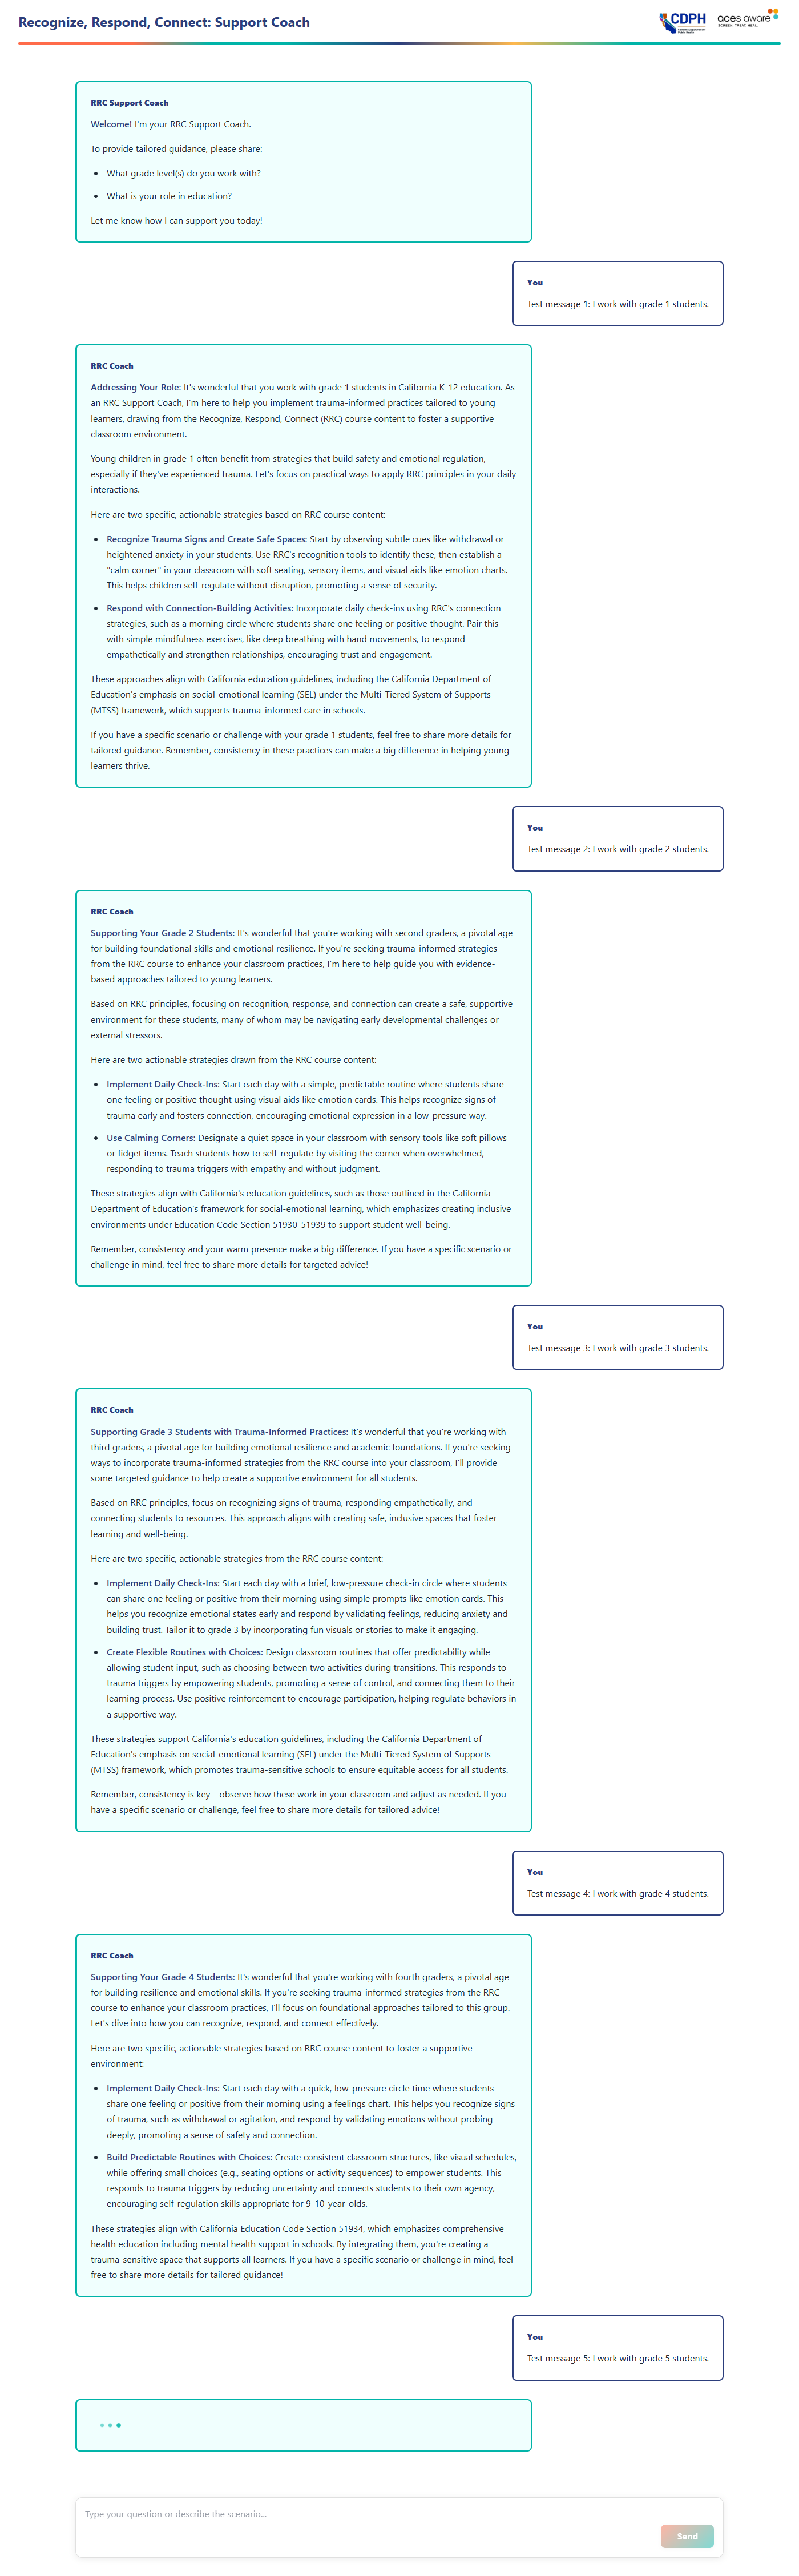 Recognize, Respond, Connect: Support Coach
CDPH
California Department of
Public Health
aces aware
SCREEN. TREAT. HEAL.
RRC Support Coach
Welcome! I'm your RRC Support Coach.
To provide tailored guidance, please share:
• What grade level(s) do you work with?
• What is your role in education?
Let me know how I can support you today!
You
Test message 1: I work with grade 1 students.
RRC Coach
Addressing Your Role: It's wonderful that you work with grade 1 students in California K-12 education. As
an RRC Support Coach, I'm here to help you implement trauma-informed practices tailored to young
learners, drawing from the Recognize, Respond, Connect (RRC) course content to foster a supportive
classroom environment.
Young children in grade 1 often benefit from strategies that build safety and emotional regulation,
especially if they've experienced trauma. Let's focus on practical ways to apply RRC principles in your daily
interactions.
Here are two specific, actionable strategies based on RRC course content:
• Recognize Trauma Signs and Create Safe Spaces: Start by observing subtle cues like withdrawal or
heightened anxiety in your students. Use RRC's recognition tools to identify these, then establish a
"calm corner" in your classroom with soft seating, sensory items, and visual aids like emotion charts.
This helps children self-regulate without disruption, promoting a sense of security.
• Respond with Connection-Building Activities: Incorporate daily check-ins using RRC's connection
strategies, such as a morning circle where students share one feeling or positive thought. Pair this
with simple mindfulness exercises, like deep breathing with hand movements, to respond
empathetically and strengthen relationships, encouraging trust and engagement.
These approaches align with California education guidelines, including the California Department of
Education's emphasis on social-emotional learning (SEL) under the Multi-Tiered System of Supports
(MTSS) framework, which supports trauma-informed care in schools.
If you have a specific scenario or challenge with your grade 1 students, feel free to share more details for
tailored guidance. Remember, consistency in these practices can make a big difference in helping young
learners thrive.
You
Test message 2: I work with grade 2 students.
RRC Coach
Supporting Your Grade 2 Students: It's wonderful that you're working with second graders, a pivotal age
for building foundational skills and emotional resilience. If you're seeking trauma-informed strategies
from the RRC course to enhance your classroom practices, I'm here to help guide you with evidence-
based approaches tailored to young learners.
Based on RRC principles, focusing on recognition, response, and connection can create a safe, supportive
environment for these students, many of whom may be navigating early developmental challenges or
external stressors.
Here are two actionable strategies drawn from the RRC course content:
• Implement Daily Check-Ins: Start each day with a simple, predictable routine where students share
one feeling or positive thought using visual aids like emotion cards. This helps recognize signs of
trauma early and fosters connection, encouraging emotional expression in a low-pressure way.
• Use Calming Corners: Designate a quiet space in your classroom with sensory tools like soft pillows
or fidget items. Teach students how to self-regulate by visiting the corner when overwhelmed,
responding to trauma triggers with empathy and without judgment.
These strategies align with California's education guidelines, such as those outlined in the California
Department of Education's framework for social-emotional learning, which emphasizes creating inclusive
environments under Education Code Section 51930-51939 to support student well-being.
Remember, consistency and your warm presence make a big difference. If you have a specific scenario or
challenge in mind, feel free to share more details for targeted advice!
You
Test message 3: I work with grade 3 students.
RRC Coach
Supporting Grade 3 Students with Trauma-Informed Practices: It's wonderful that you're working with
third graders, a pivotal age for building emotional resilience and academic foundations. If you're seeking
ways to incorporate trauma-informed strategies from the RRC course into your classroom, I'll provide
some targeted guidance to help create a supportive environment for all students.
Based on RRC principles, focus on recognizing signs of trauma, responding empathetically, and
connecting students to resources. This approach aligns with creating safe, inclusive spaces that foster
learning and well-being.
Here are two specific, actionable strategies from the RRC course content:
• Implement Daily Check-Ins: Start each day with a brief, low-pressure check-in circle where students
can share one feeling or positive from their morning using simple prompts like emotion cards. This
helps you recognize emotional states early and respond by validating feelings, reducing anxiety and
building trust. Tailor it to grade 3 by incorporating fun visuals or stories to make it engaging.
• Create Flexible Routines with Choices: Design classroom routines that offer predictability while
allowing student input, such as choosing between two activities during transitions. This responds to
trauma triggers by empowering students, promoting a sense of control, and connecting them to their
learning process. Use positive reinforcement to encourage participation, helping regulate behaviors in
a supportive way.
These strategies support California's education guidelines, including the California Department of
Education's emphasis on social-emotional learning (SEL) under the Multi-Tiered System of Supports
(MTSS) framework, which promotes trauma-sensitive schools to ensure equitable access for all students.
Remember, consistency is key—observe how these work in your classroom and adjust as needed. If you
have a specific scenario or challenge, feel free to share more details for tailored advice!
You
Test message 4: I work with grade 4 students.
RRC Coach
Supporting Your Grade 4 Students: It's wonderful that you're working with fourth graders, a pivotal age
for building resilience and emotional skills. If you're seeking trauma-informed strategies from the RRC
course to enhance your classroom practices, I'll focus on foundational approaches tailored to this group.
Let's dive into how you can recognize, respond, and connect effectively.
Here are two specific, actionable strategies based on RRC course content to foster a supportive
environment:
• Implement Daily Check-Ins: Start each day with a quick, low-pressure circle time where students
share one feeling or positive from their morning using a feelings chart. This helps you recognize signs
of trauma, such as withdrawal or agitation, and respond by validating emotions without probing
deeply, promoting a sense of safety and connection.
• Build Predictable Routines with Choices: Create consistent classroom structures, like visual schedules,
while offering small choices (e.g., seating options or activity sequences) to empower students. This
responds to trauma triggers by reducing uncertainty and connects students to their own agency,
encouraging self-regulation skills appropriate for 9-10-year-olds.
These strategies align with California Education Code Section 51934, which emphasizes comprehensive
health education including mental health support in schools. By integrating them, you're creating a
trauma-sensitive space that supports all learners. If you have a specific scenario or challenge in mind, feel
free to share more details for tailored guidance!
You
Test message 5: I work with grade 5 students.
Type your question or describe the scenario...
Send